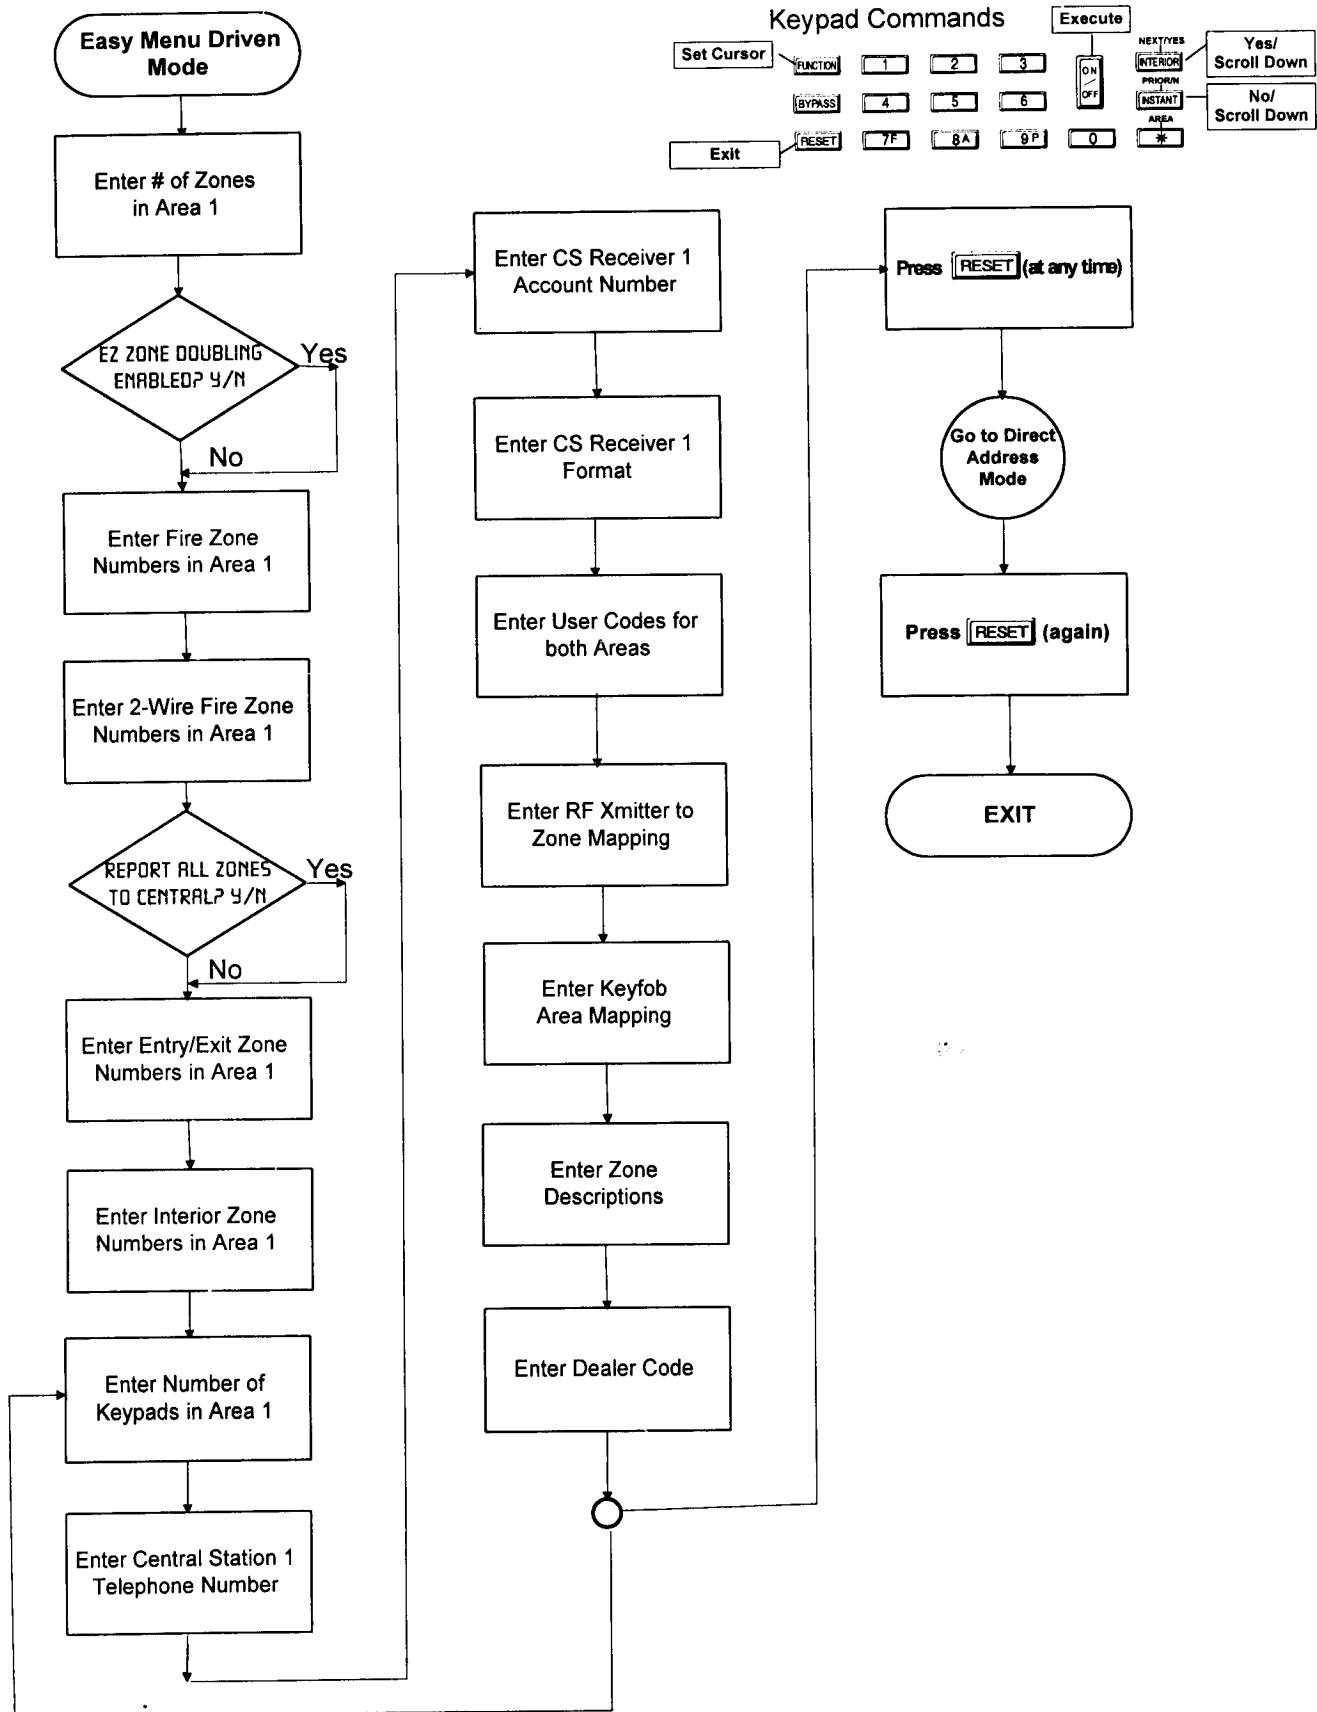 Easy Menu Driven
Mode
Enter # of Zones
in Area 1
EZ ZONE DOUBLING
ENABLED? Y/N
Yes
No
Enter Fire Zone
Numbers in Area 1
Enter 2-Wire Fire Zone
Numbers in Area 1
REPORT ALL ZONES
TO CENTRAL? Y/N
Yes
No
Enter Entry/Exit Zone
Numbers in Area 1
Enter Interior Zone
Numbers in Area 1
Enter Number of
Keypads in Area 1
Enter Central Station 1
Telephone Number
Enter CS Receiver 1
Account Number
Enter CS Receiver 1
Format
Enter User Codes for
both Areas
Enter RF Xmitter to
Zone Mapping
Enter Keyfob
Area Mapping
Enter Zone
Descriptions
Enter Dealer Code
Keypad Commands
Execute
Set Cursor
FUNCTION
1
2
3
ON
OFF
NEXT/YES
INTERIOR
Yes/
Scroll Down
BYPASS
4
5
6
PRIOR/N
INSTANT
No/
Scroll Down
Exit
RESET
7F
8A
9P
0
AREA
*
Press RESET (at any time)
Go to Direct
Address
Mode
Press RESET (again)
EXIT